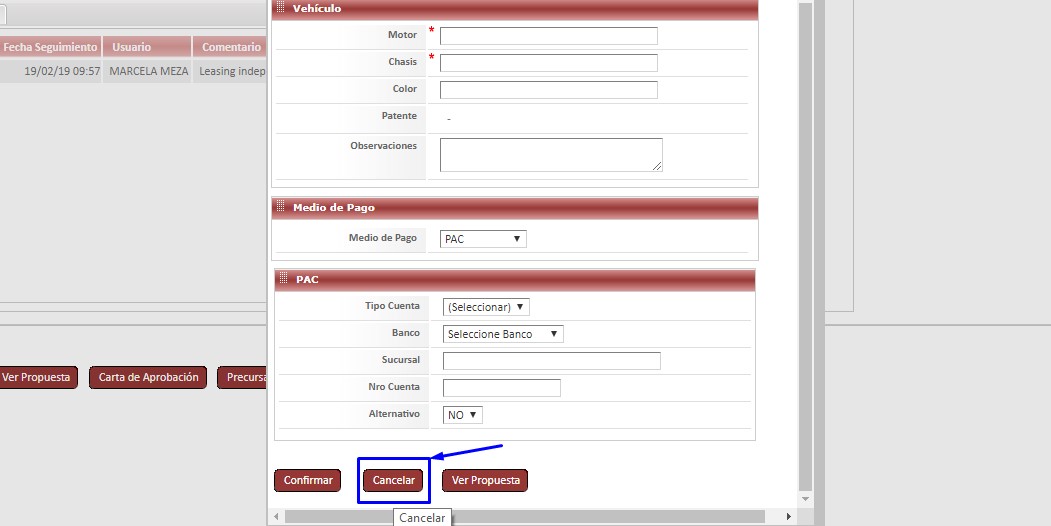 Vehículo
Motor *
Chasis *
Color
Patente -
Observaciones
Fecha Seguimiento Usuario Comentario
19/02/19 09:57 MARCELA MEZA Leasing indep
Medio de Pago
Medio de Pago PAC
PAC
Tipo Cuenta (Seleccionar)
Banco Seleccione Banco
Sucursal
Nro Cuenta
Alternativo NO
Ver Propuesta Carta de Aprobación Precursa
Confirmar Cancelar Ver Propuesta
Cancelar